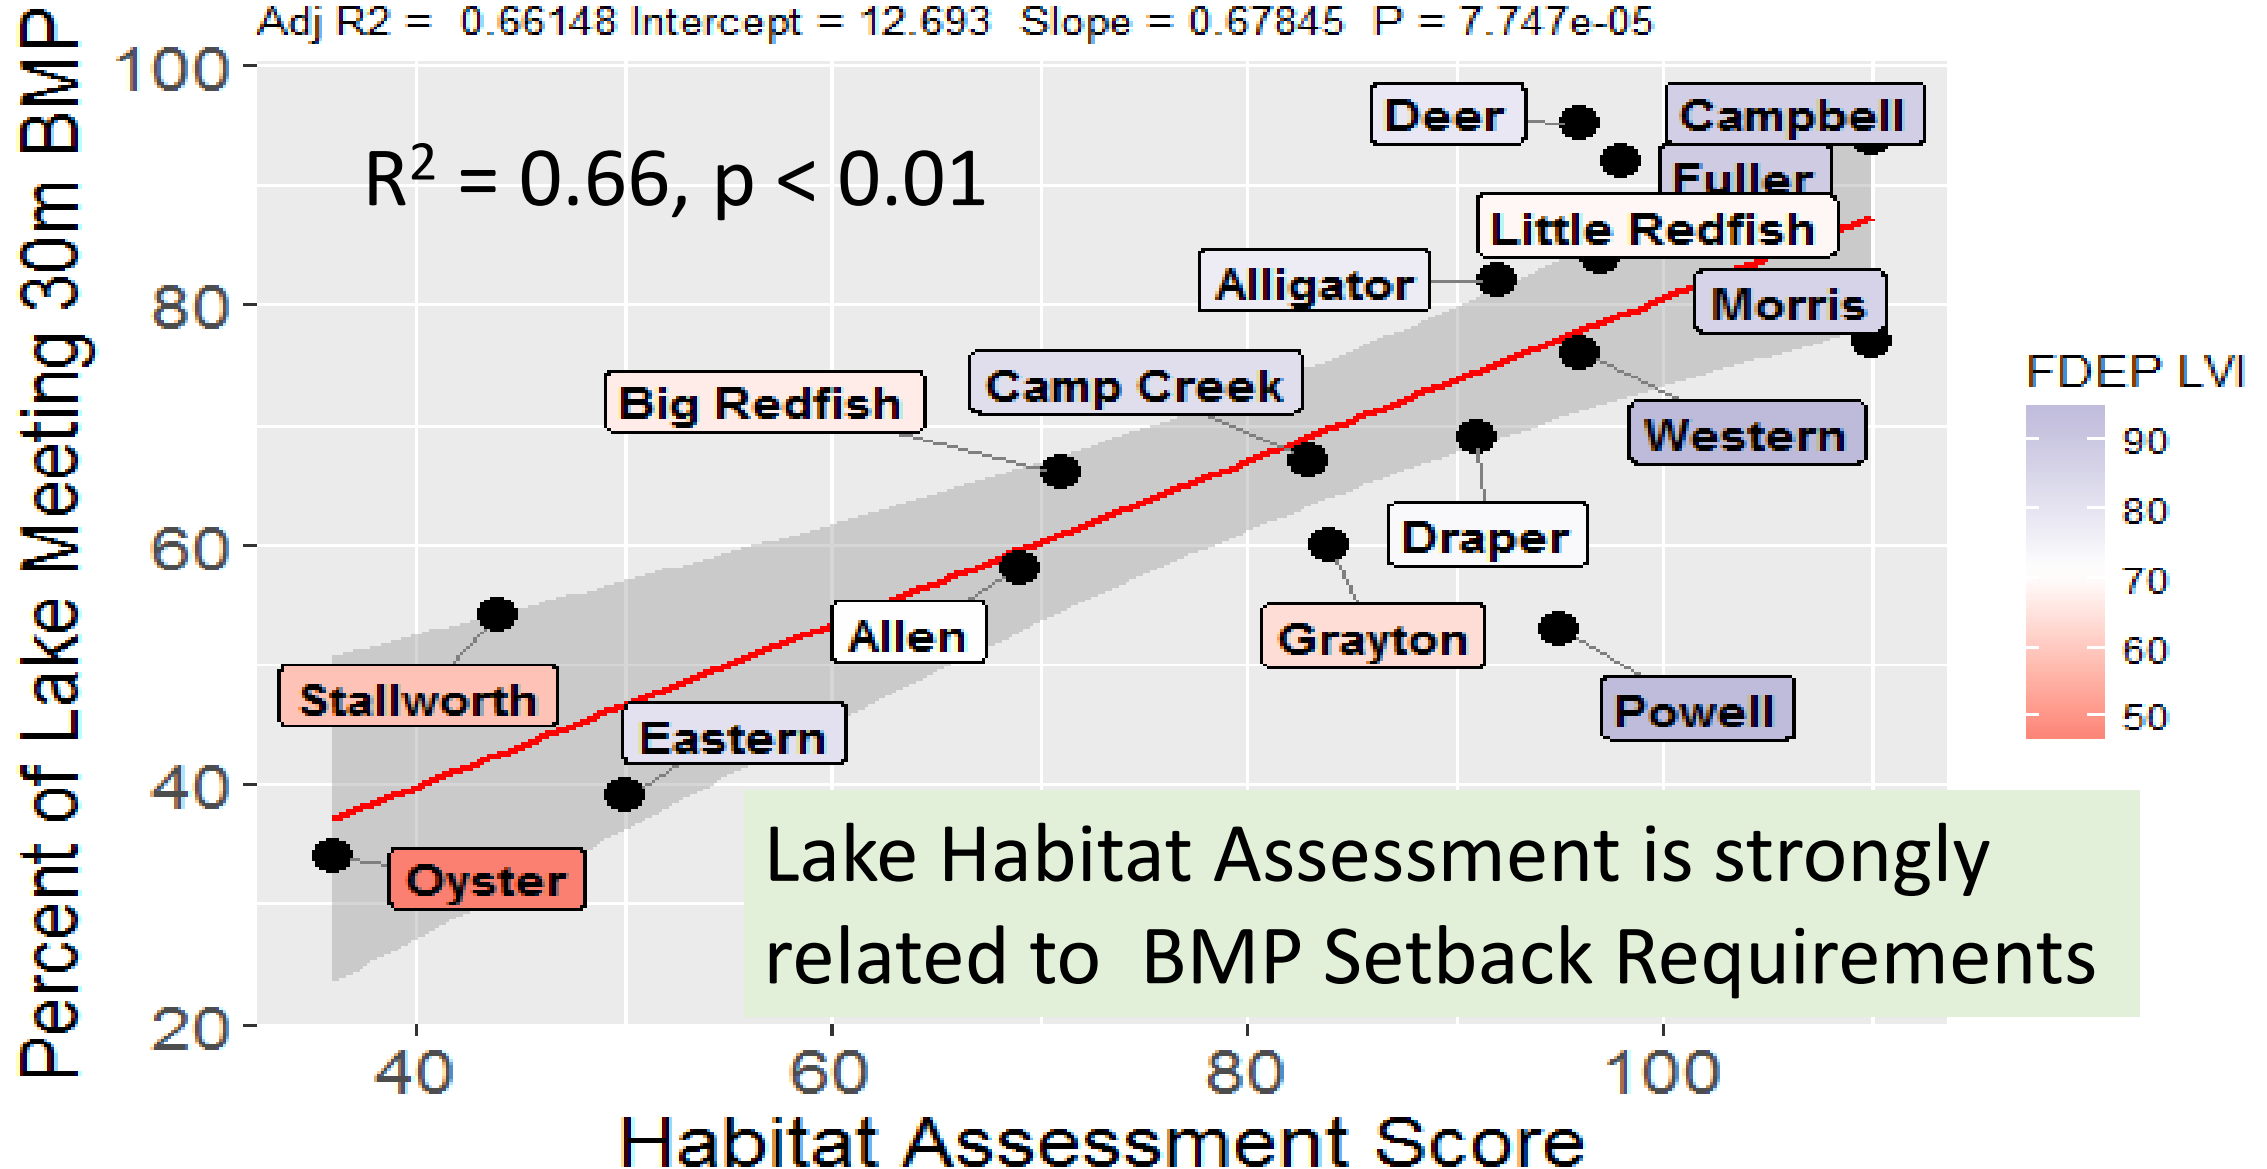 Adj R2 =  0.66148 Intercept = 12.693  Slope = 0.67845  P = 7.747e-05
Percent of Lake Meeting 30m BMP
100
80
60
40
20
R² = 0.66, p < 0.01
Deer
Campbell
Fuller
Little Redfish
Alligator
Morris
Camp Creek
Big Redfish
Western
Draper
Allen
Grayton
Stallworth
Powell
Eastern
Oyster
FDEP LVI
90
80
70
60
50
Lake Habitat Assessment is strongly
related to  BMP Setback Requirements
40
60
80
100
Habitat Assessment Score